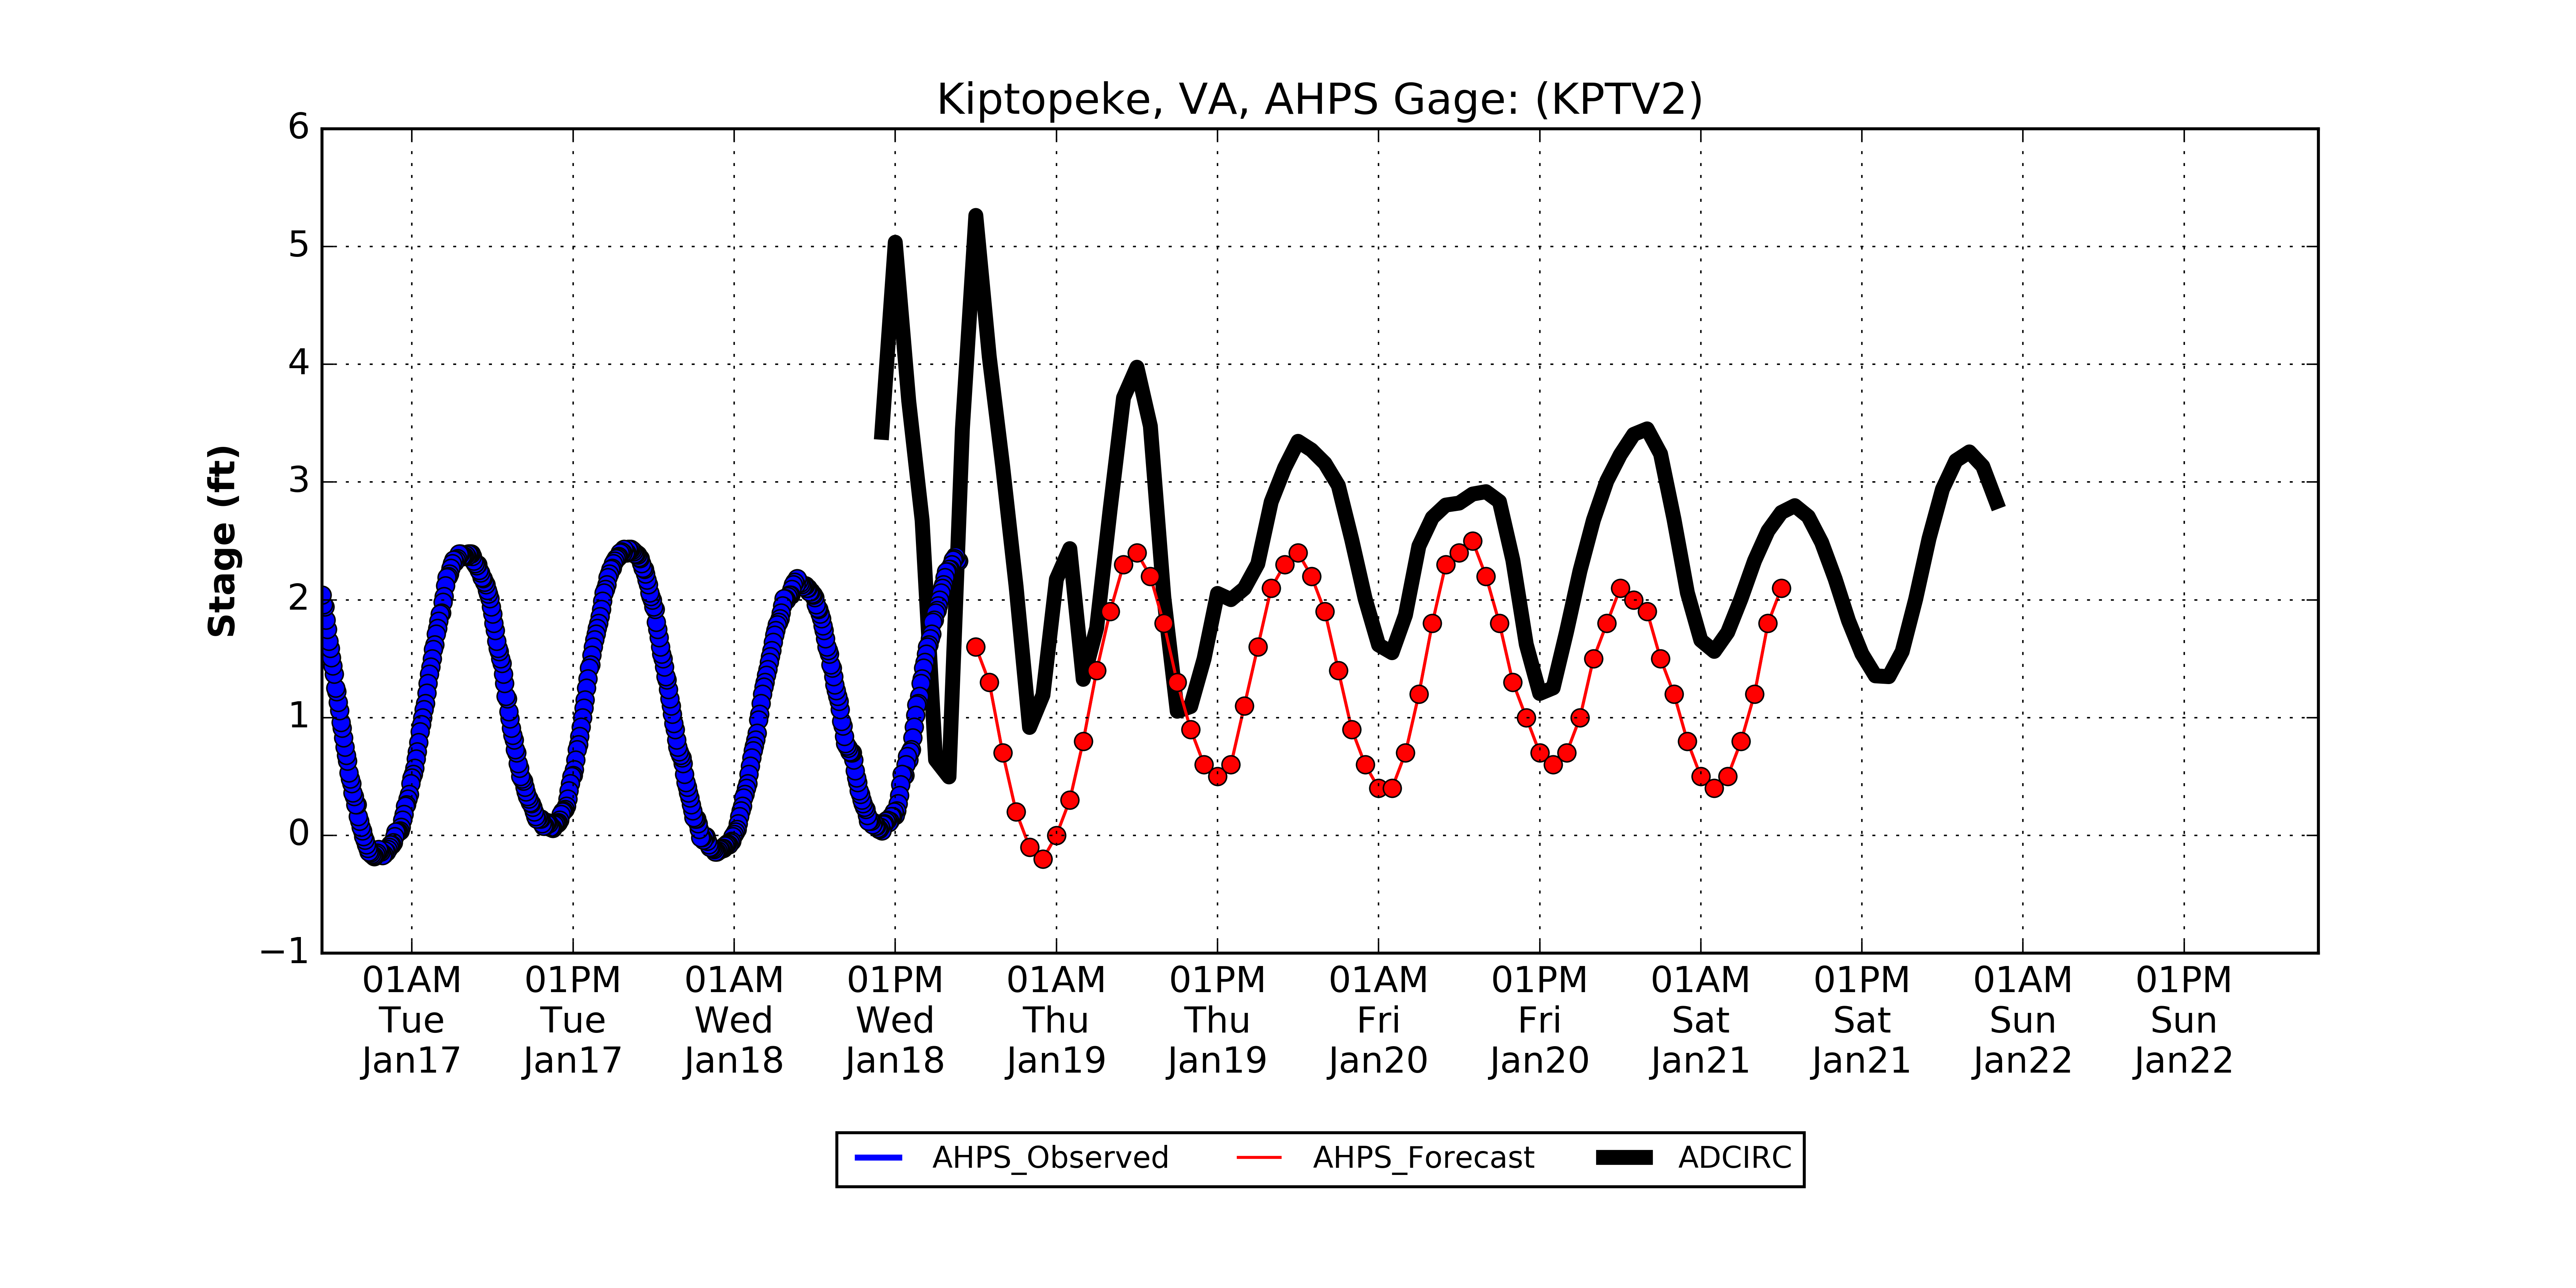 Kiptopeke, VA, AHPS Gage: (KPTV2)
6
5
4
3
2
1
0
−1
Stage (ft)
01AM
Tue
Jan17
01PM
Tue
Jan17
01AM
Wed
Jan18
01PM
Wed
Jan18
01AM
Thu
Jan19
01PM
Thu
Jan19
01AM
Fri
Jan20
01PM
Fri
Jan20
01AM
Sat
Jan21
01PM
Sat
Jan21
01AM
Sun
Jan22
01PM
Sun
Jan22
AHPS_Observed AHPS_Forecast ADCIRC